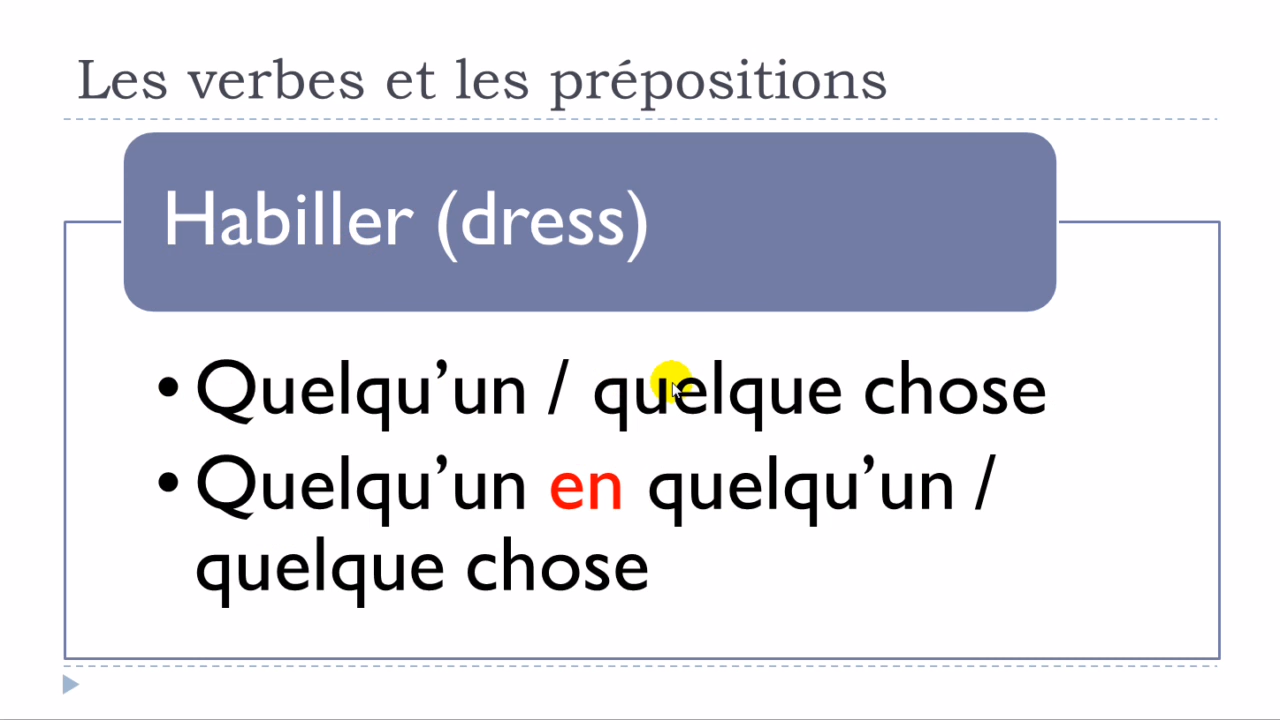 Les verbes et les prépositions
Habiller (dress)
• Quelqu’un / quelque chose
• Quelqu’un en quelqu’un /
quelque chose